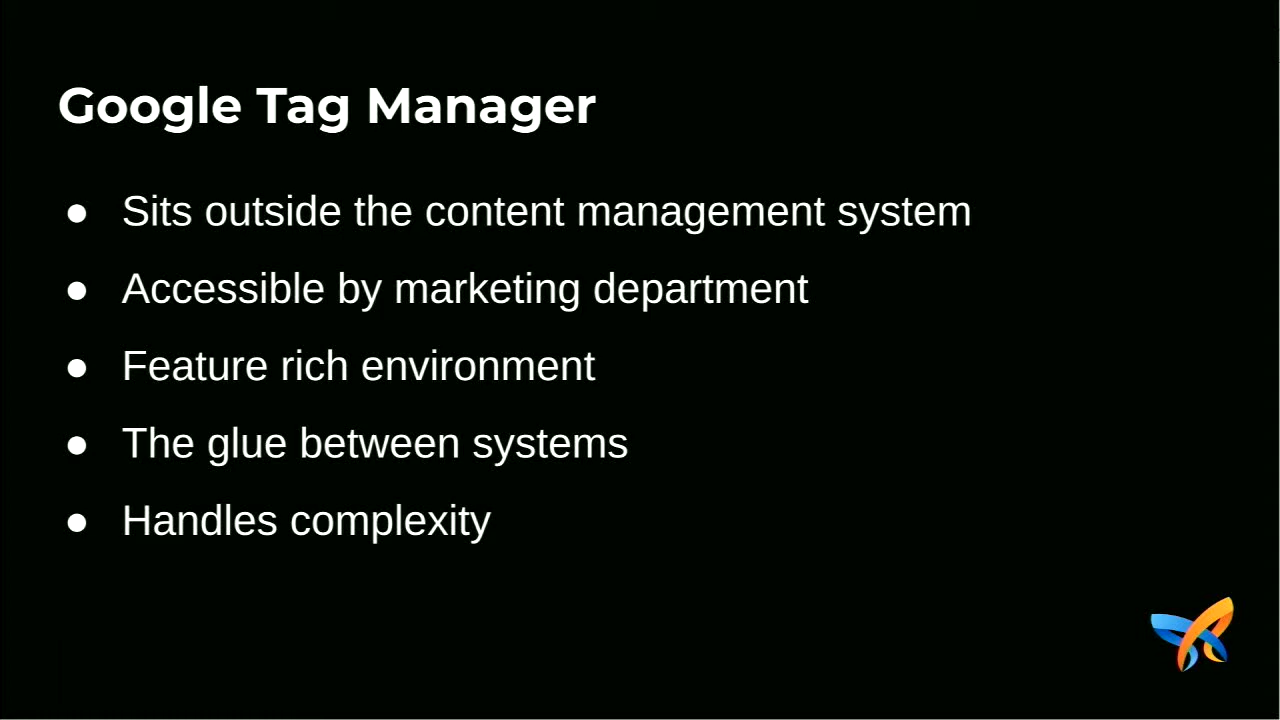 Google Tag Manager
● Sits outside the content management system
● Accessible by marketing department
● Feature rich environment
● The glue between systems
● Handles complexity